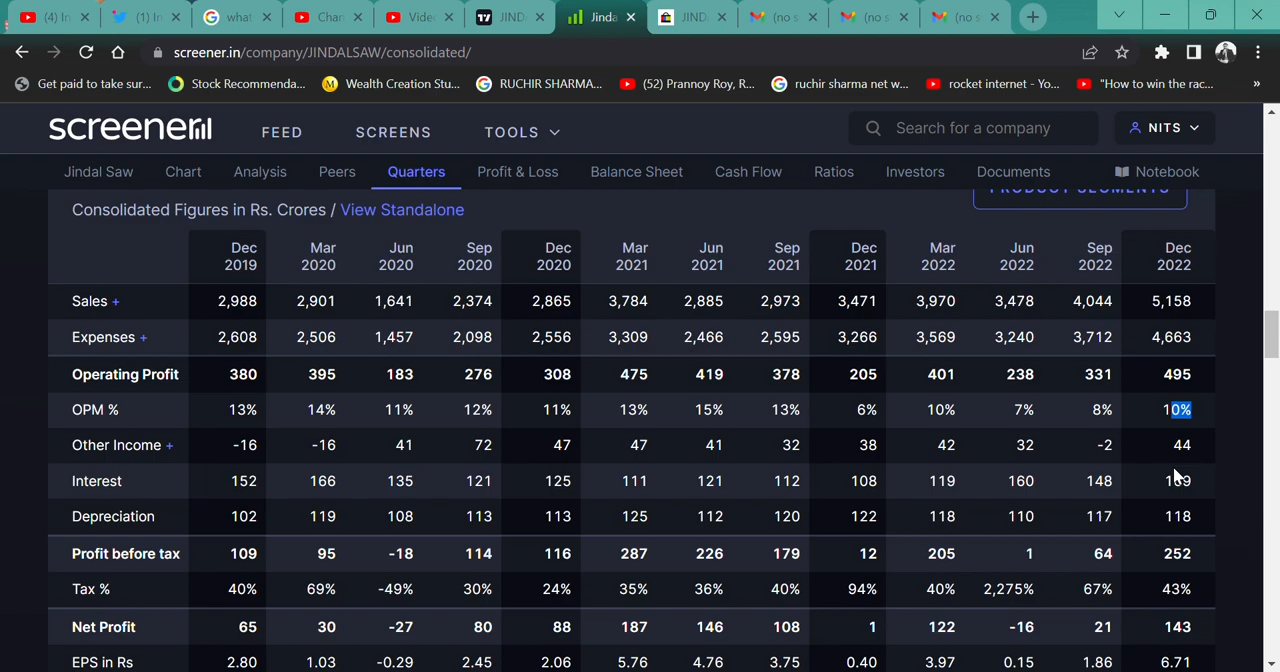 (4) In
(1) In
what
Chan
Vide
JIND
Jinda
JIND
(no s
(no s
(no s
screener.in/company/JINDALSAW/consolidated/
Get paid to take sur... Stock Recommenda... Wealth Creation Stu... RUCHIR SHARMA... (52) Prannoy Roy, R... ruchir sharma net w... rocket internet - Yo... "How to win the rac... »
screener FEED SCREENS TOOLS Search for a company NITS
Jindal Saw Chart Analysis Peers Quarters Profit & Loss Balance Sheet Cash Flow Ratios Investors Documents Notebook
PRODUCT SEGMENTS
Consolidated Figures in Rs. Crores / View Standalone
Dec Mar Jun Sep Dec Mar Jun Sep Dec Mar Jun Sep Dec
2019 2020 2020 2020 2020 2021 2021 2021 2021 2022 2022 2022 2022
Sales + 2,988 2,901 1,641 2,374 2,865 3,784 2,885 2,973 3,471 3,970 3,478 4,044 5,158
Expenses + 2,608 2,506 1,457 2,098 2,556 3,309 2,466 2,595 3,266 3,569 3,240 3,712 4,663
Operating Profit 380 395 183 276 308 475 419 378 205 401 238 331 495
OPM % 13% 14% 11% 12% 11% 13% 15% 13% 6% 10% 7% 8% 10%
Other Income + -16 -16 41 72 47 47 41 32 38 42 32 -2 44
Interest 152 166 135 121 125 111 121 112 108 119 160 148
Depreciation 102 119 108 113 113 125 112 120 122 118 110 117 118
Profit before tax 109 95 -18 114 116 287 226 179 12 205 1 64 252
Tax % 40% 69% -49% 30% 24% 35% 36% 40% 94% 40% 2,275% 67% 43%
Net Profit 65 30 -27 80 88 187 146 108 1 122 -16 21 143
EPS in Rs 2.80 1.03 -0.29 2.45 2.06 5.76 4.76 3.75 0.40 3.97 0.15 1.86 6.71